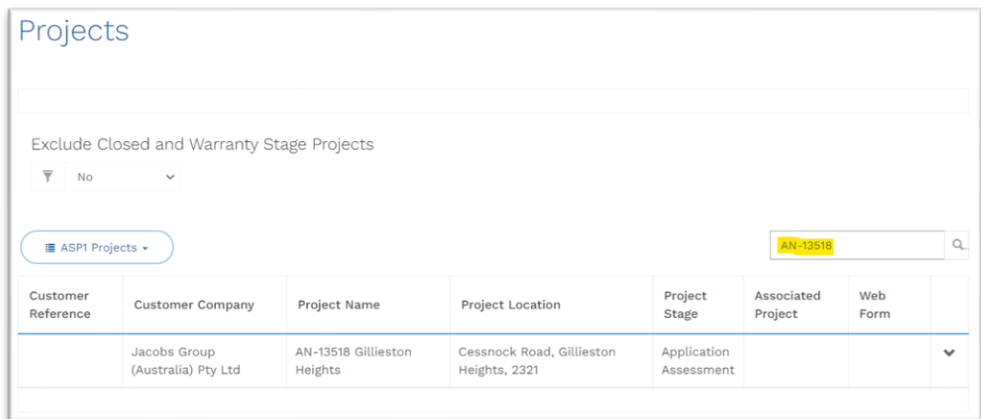 Projects
Exclude Closed and Warranty Stage Projects
No
ASP1 Projects
AN-13518
Customer Reference
Customer Company
Project Name
Project Location
Project Stage
Associated Project
Web Form
Jacobs Group
(Australia) Pty Ltd
AN-13518 Gillieston
Heights
Cessnock Road, Gillieston
Heights, 2321
Application
Assessment